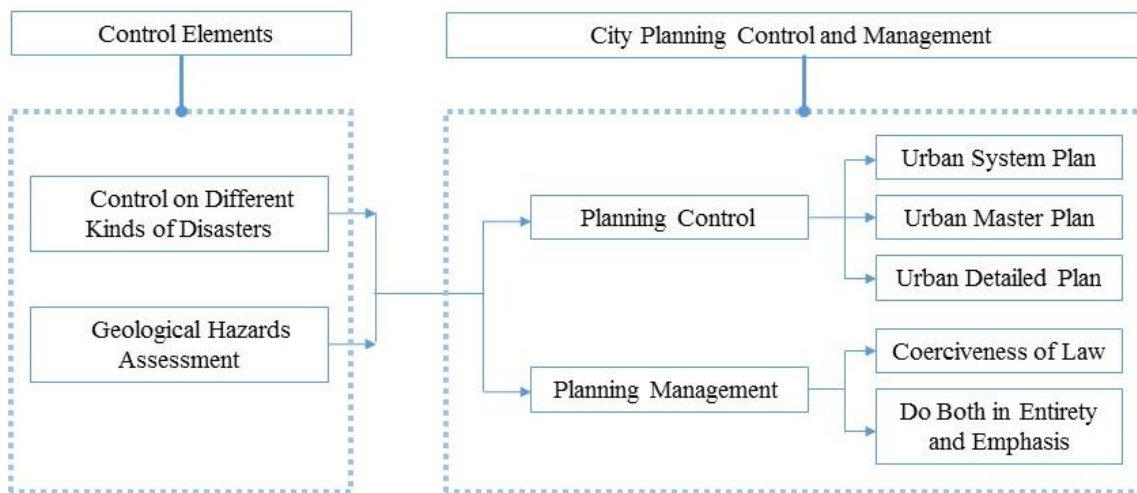 Control Elements
City Planning Control and Management
Control on Different
Kinds of Disasters
Geological Hazards
Assessment
Planning Control
Urban System Plan
Urban Master Plan
Urban Detailed Plan
Planning Management
Coerciveness of Law
Do Both in Entirety
and Emphasis